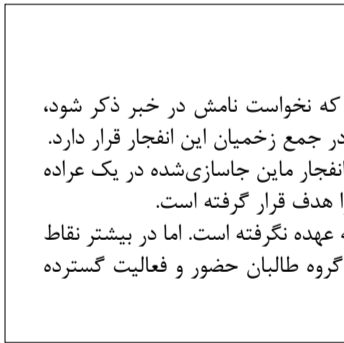 که نخواست نامش در خبر ذکر شود،
در جمع زخمیان این انفجار قرار دارد.
انفجار ماین جاسازی‌شده در یک عراده
هدف قرار گرفته است.
عهده نگرفته است. اما در بیشتر نقاط
گروه طالبان حضور و فعالیت گسترده